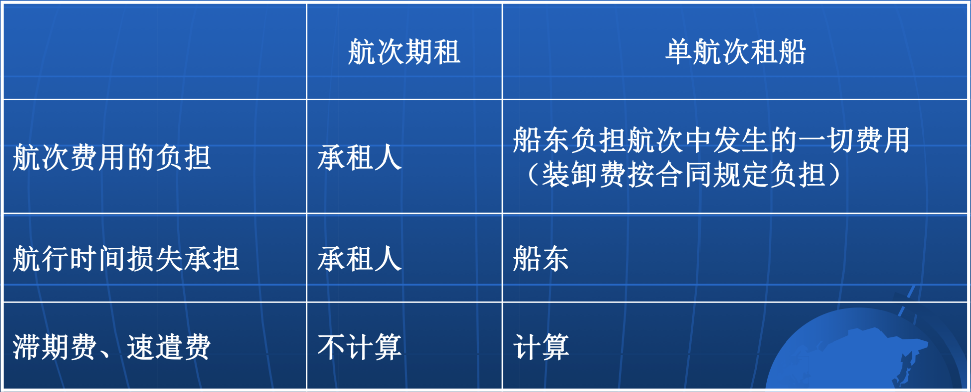 航次期租 单航次租船
航次费用的负担 承租人 船东负担航次中发生的一切费用
（装卸费按合同规定负担）
航行时间损失承担 承租人 船东
滞期费、速遣费 不计算 计算